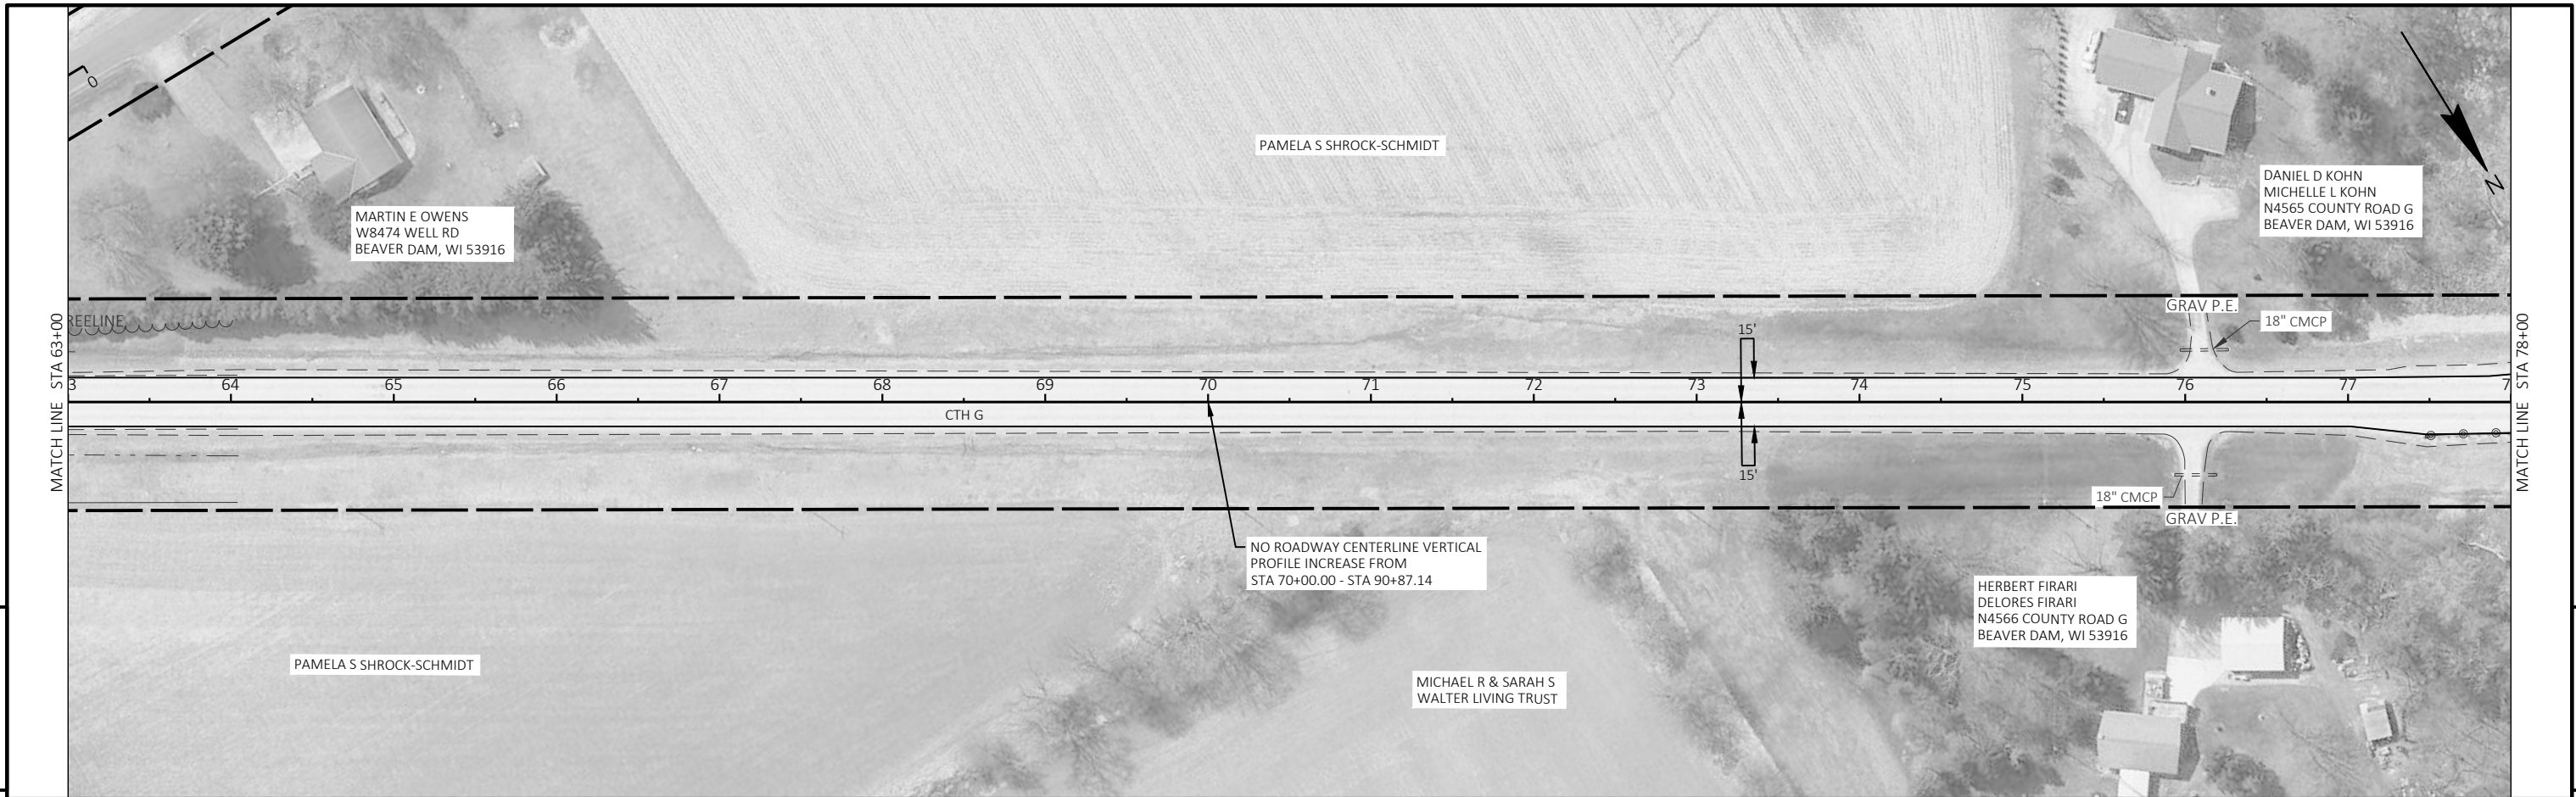 0
PAMELA S SHROCK-SCHMIDT
N
DANIEL D KOHN
MICHELLE L KOHN
N4565 COUNTY ROAD G
BEAVER DAM, WI 53916
MARTIN E OWENS
W8474 WELL RD
BEAVER DAM, WI 53916
GRAV P.E.
18" CMCP
REELINE
15'
MATCH LINE STA 63+00
3 64 65 66 67 68 69 70 71 72 73 74 75 76 77 7
MATCH LINE STA 78+00
CTH G
15'
18" CMCP
GRAV P.E.
NO ROADWAY CENTERLINE VERTICAL
PROFILE INCREASE FROM
STA 70+00.00 - STA 90+87.14
HERBERT FIRARI
DELORES FIRARI
N4566 COUNTY ROAD G
BEAVER DAM, WI 53916
PAMELA S SHROCK-SCHMIDT
MICHAEL R & SARAH S
WALTER LIVING TRUST